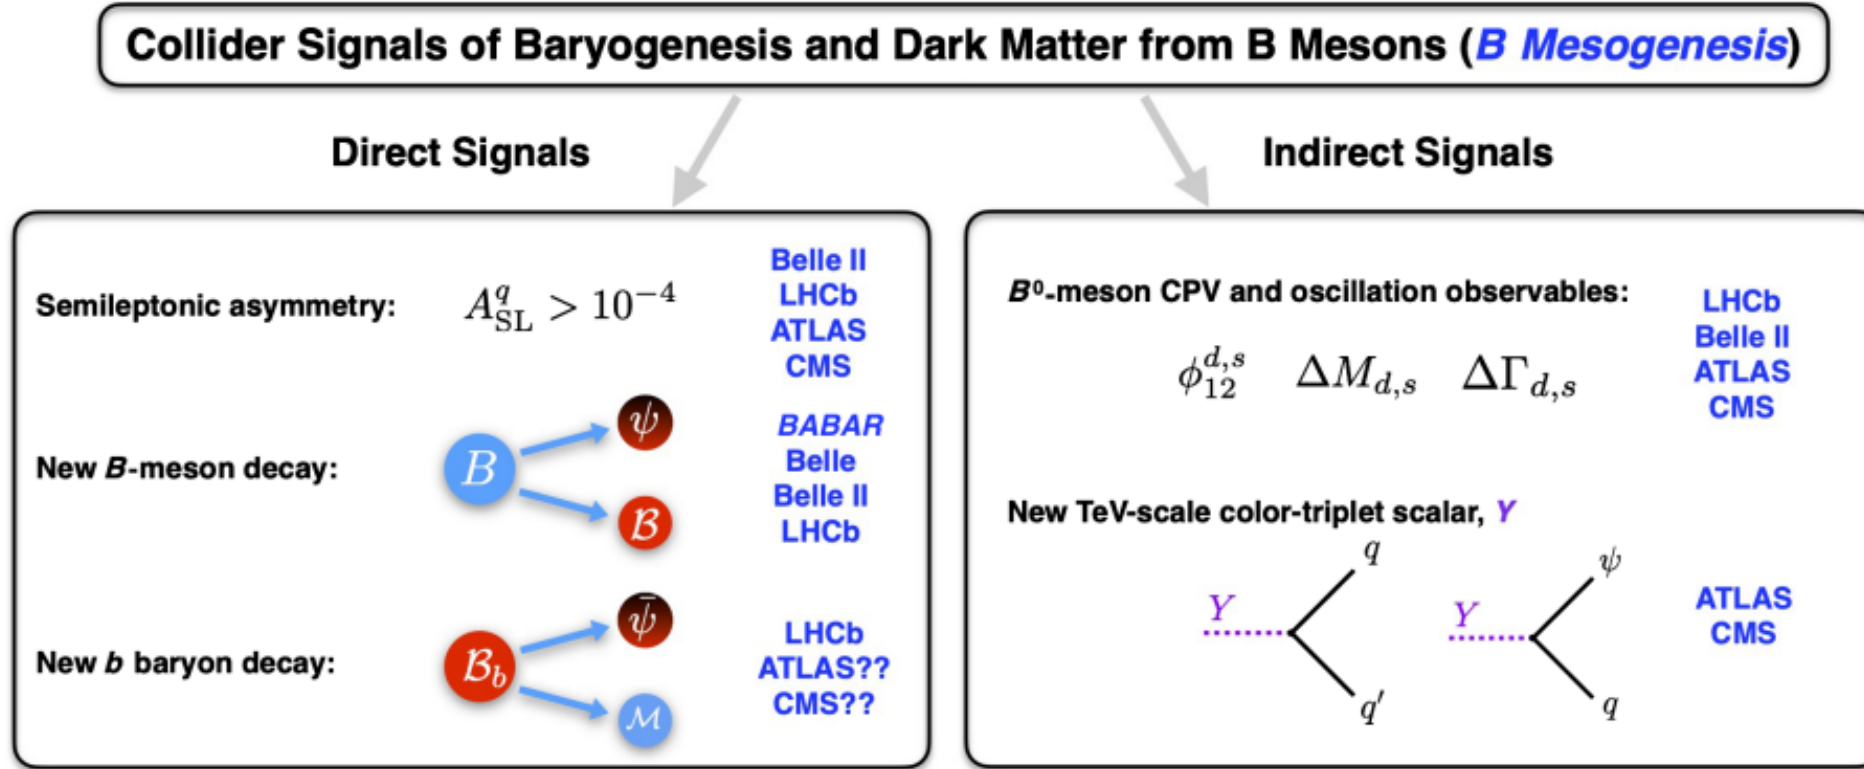 Collider Signals of Baryogenesis and Dark Matter from B Mesons (B Mesogenesis)
Direct Signals
Semileptonic asymmetry:
A^q_SL > 10^−4
Belle II
LHCb
ATLAS
CMS
New B-meson decay:
B
ψ
ℬ
BABAR
Belle
Belle II
LHCb
New b baryon decay:
ℬ_b
ψ̄
ℳ
LHCb
ATLAS??
CMS??
Indirect Signals
B⁰-meson CPV and oscillation observables:
ϕ^{d,s}_12 ΔM_{d,s} ΔΓ_{d,s}
LHCb
Belle II
ATLAS
CMS
New TeV-scale color-triplet scalar, Y
Y
q
q′
Y
ψ
q
ATLAS
CMS